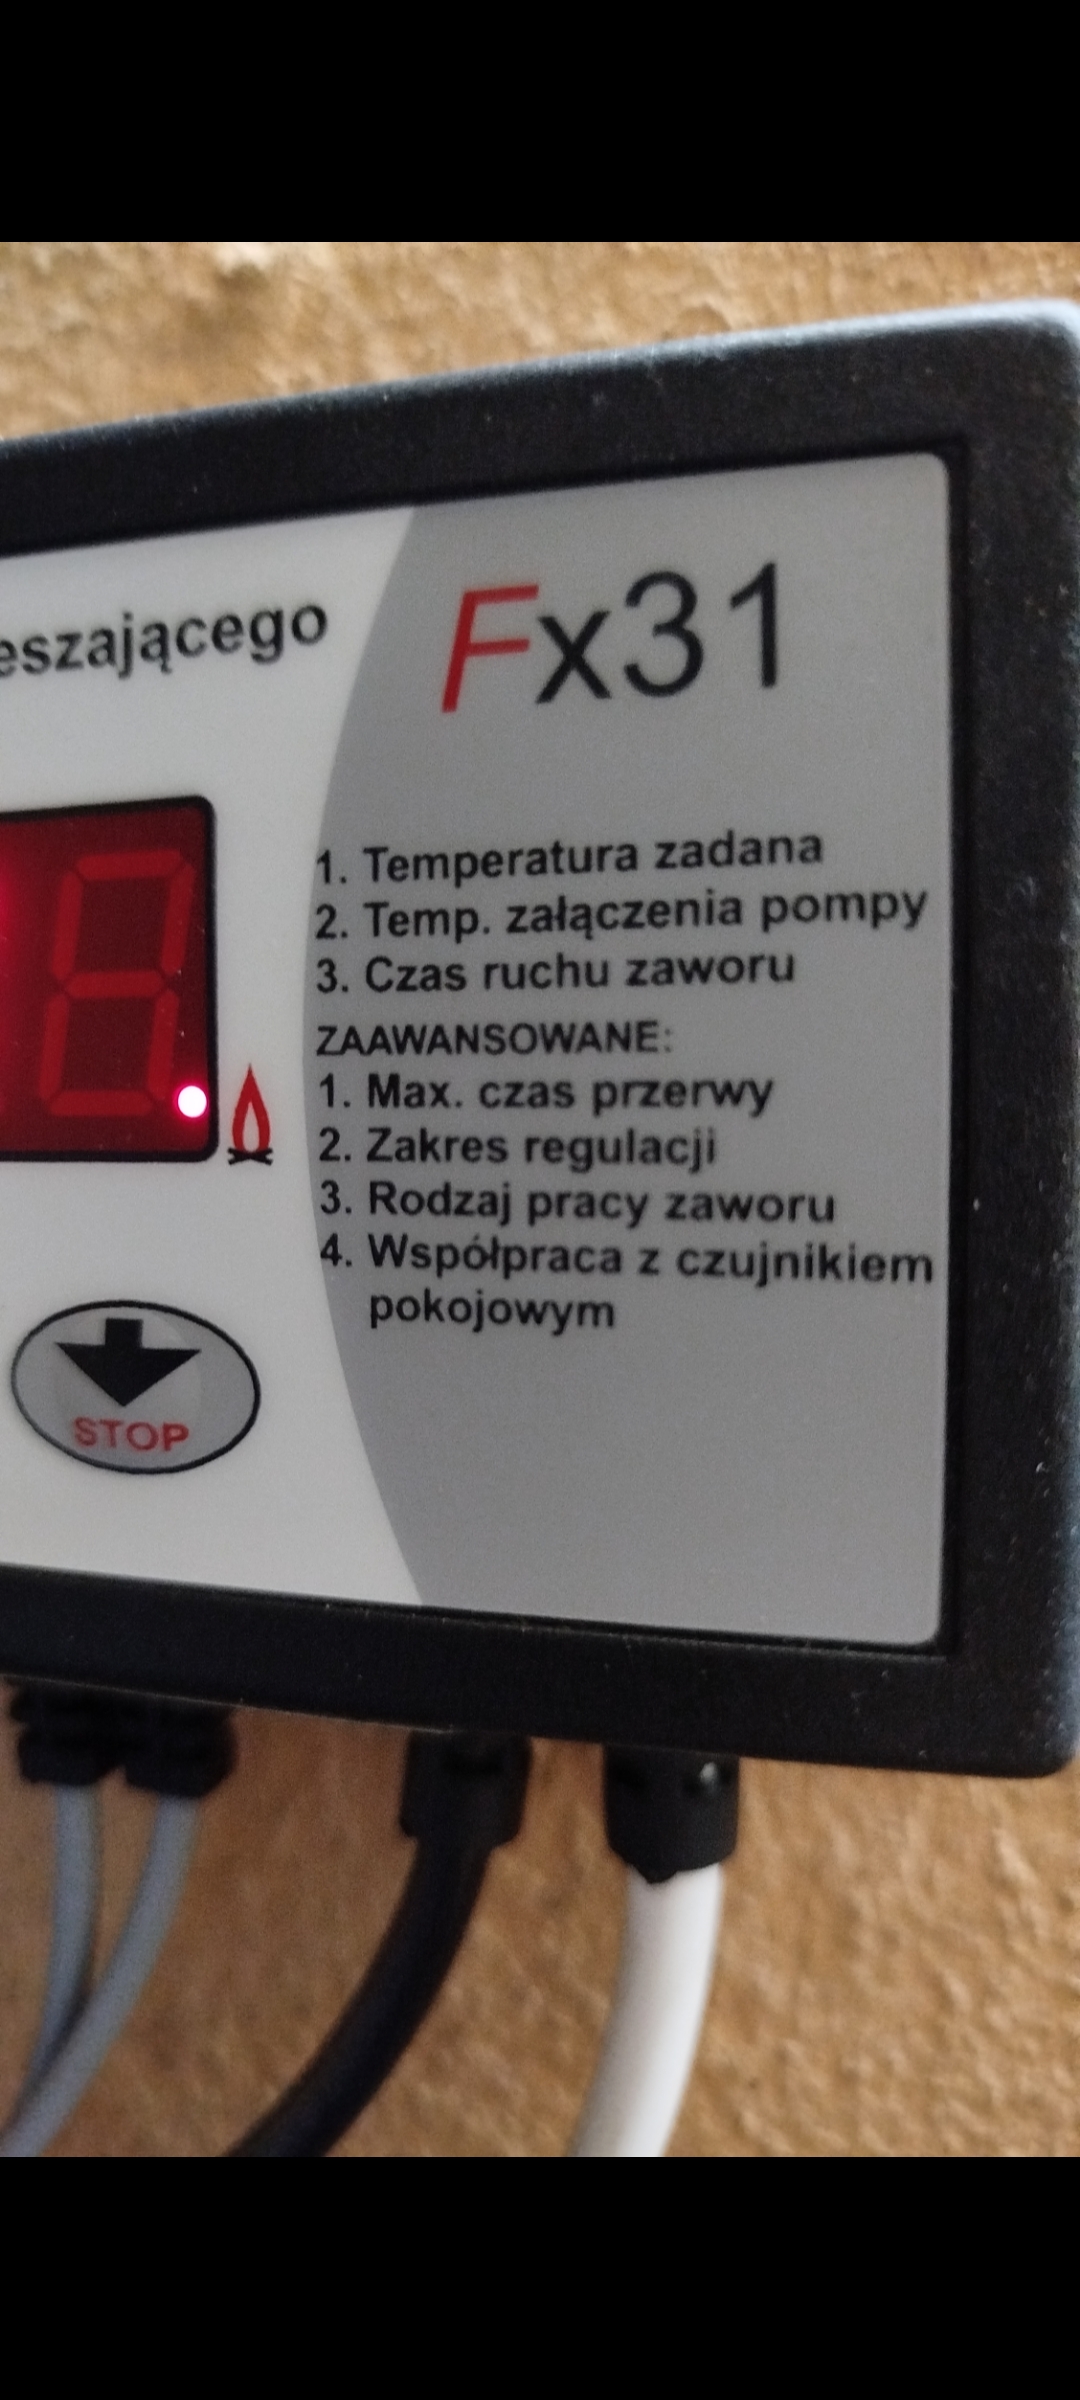 eszającego
Fx31
1. Temperatura zadana
2. Temp. załączenia pompy
3. Czas ruchu zaworu
ZAAWANSOWANE:
1. Max. czas przerwy
2. Zakres regulacji
3. Rodzaj pracy zaworu
4. Współpraca z czujnikiem
pokojowym
STOP